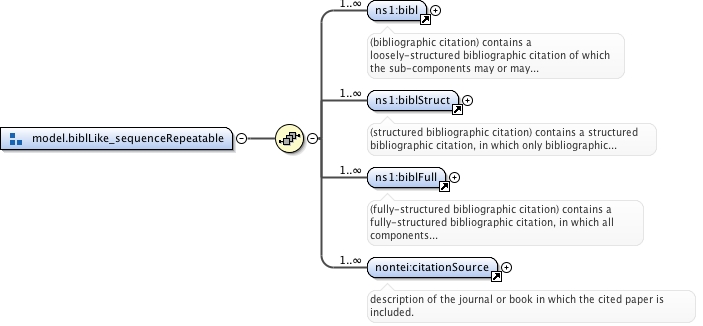 1..∞
ns1:bibl
(bibliographic citation) contains a
loosely-structured bibliographic citation of which
the sub-components may or may...
1..∞
ns1:biblStruct
(structured bibliographic citation) contains a structured
bibliographic citation, in which only bibliographic...
model.biblLike_sequenceRepeatable
1..∞
ns1:biblFull
(fully-structured bibliographic citation) contains a
fully-structured bibliographic citation, in which all
components...
1..∞
nontei:citationSource
description of the journal or book in which the cited paper is
included.